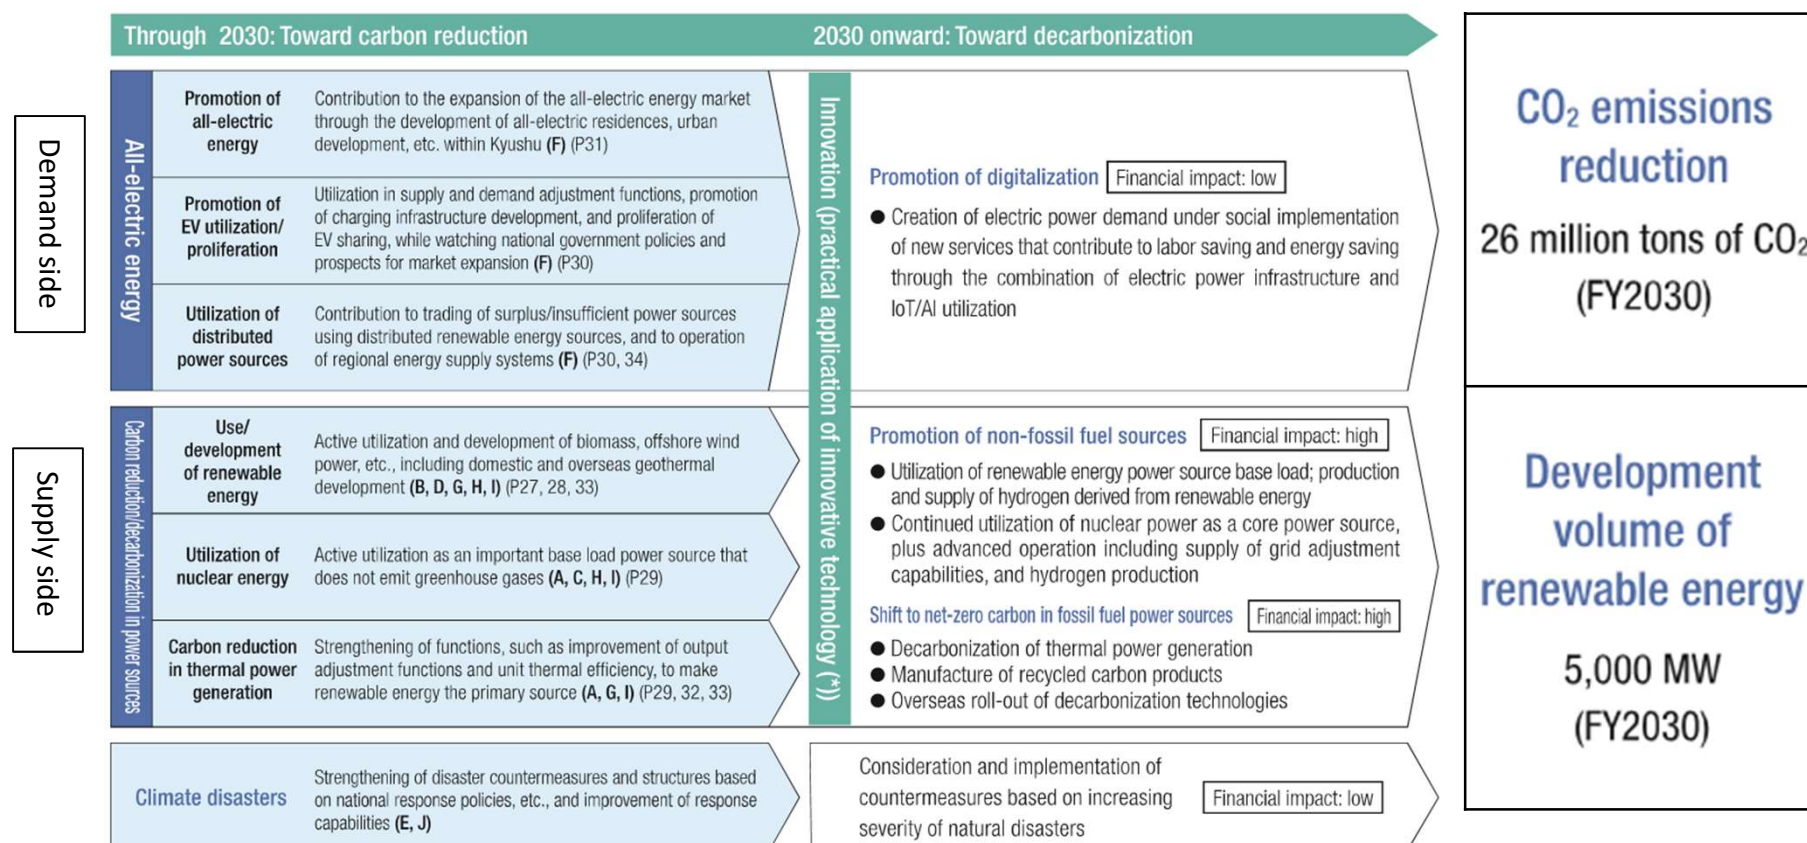 Through 2030: Toward carbon reduction
2030 onward: Toward decarbonization
Demand side
All-electric energy
Promotion of
all-electric
energy
Contribution to the expansion of the all-electric energy market
through the development of all-electric residences, urban
development, etc. within Kyushu (F) (P31)
Promotion of
EV utilization/
proliferation
Utilization in supply and demand adjustment functions, promotion
of charging infrastructure development, and proliferation of
EV sharing, while watching national government policies and
prospects for market expansion (F) (P30)
Utilization of
distributed
power sources
Contribution to trading of surplus/insufficient power sources
using distributed renewable energy sources, and to operation
of regional energy supply systems (F) (P30, 34)
Innovation (practical application of innovative technology (*))
Promotion of digitalization
Financial impact: low
● Creation of electric power demand under social implementation
of new services that contribute to labor saving and energy saving
through the combination of electric power infrastructure and
IoT/AI utilization
Supply side
Carbon reduction/decarbonization in power sources
Use/
development
of renewable
energy
Active utilization and development of biomass, offshore wind
power, etc., including domestic and overseas geothermal
development (B, D, G, H, I) (P27, 28, 33)
Utilization of
nuclear energy
Active utilization as an important base load power source that
does not emit greenhouse gases (A, C, H, I) (P29)
Carbon reduction
in thermal power
generation
Strengthening of functions, such as improvement of output
adjustment functions and unit thermal efficiency, to make
renewable energy the primary source (A, G, I) (P29, 32, 33)
Promotion of non-fossil fuel sources
Financial impact: high
● Utilization of renewable energy power source base load; production
and supply of hydrogen derived from renewable energy
● Continued utilization of nuclear power as a core power source,
plus advanced operation including supply of grid adjustment
capabilities, and hydrogen production
Shift to net-zero carbon in fossil fuel power sources
Financial impact: high
● Decarbonization of thermal power generation
● Manufacture of recycled carbon products
● Overseas roll-out of decarbonization technologies
Climate disasters
Strengthening of disaster countermeasures and structures based
on national response policies, etc., and improvement of response
capabilities (E, J)
Consideration and implementation of
countermeasures based on increasing
severity of natural disasters
Financial impact: low
CO₂ emissions
reduction
26 million tons of CO₂
(FY2030)
Development
volume of
renewable energy
5,000 MW
(FY2030)